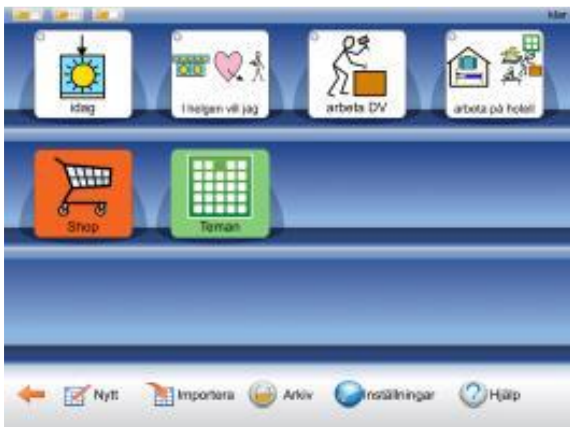 klar
idag
I helgen vill jag
arbeta DV
arbeta på hotell
Shop
Teman
Nytt
Importera
Arkiv
Inställningar
Hjälp